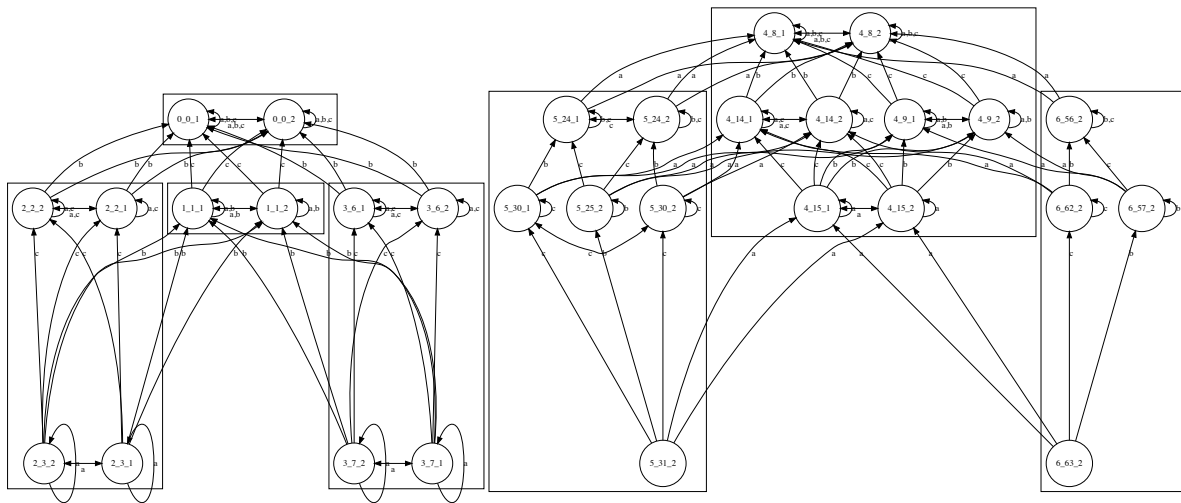 4_8_1 a,b,c a,b,c 4_8_2 a,b,c
a a a a b b b c c c c a a
0_0_1 a,b,c a,b,c 0_0_2 a,b,c
5_24_1 b,c c 5_24_2 b,c
4_14_1 a,c a,c 4_14_2 a,c 4_9_1 a,b a,b 4_9_2 a,b
6_56_2 b,c
b b b b c c c c b b b b
b c c b a a a a c c c b b b a a a a b c
2_2_2 a,c a,c 2_2_1 a,c
1_1_1 a,b a,b 1_1_2 a,b
3_6_1 a,c a,c 3_6_2 a,c
5_30_1 c 5_25_2 b 5_30_2 c
4_15_1 a a 4_15_2 a
6_62_2 c 6_57_2 b
c c c c b b b b b b b b c c c c
c b c c a a a a c b
2_3_2 a a 2_3_1 a
3_7_2 a a 3_7_1 a
5_31_2
6_63_2